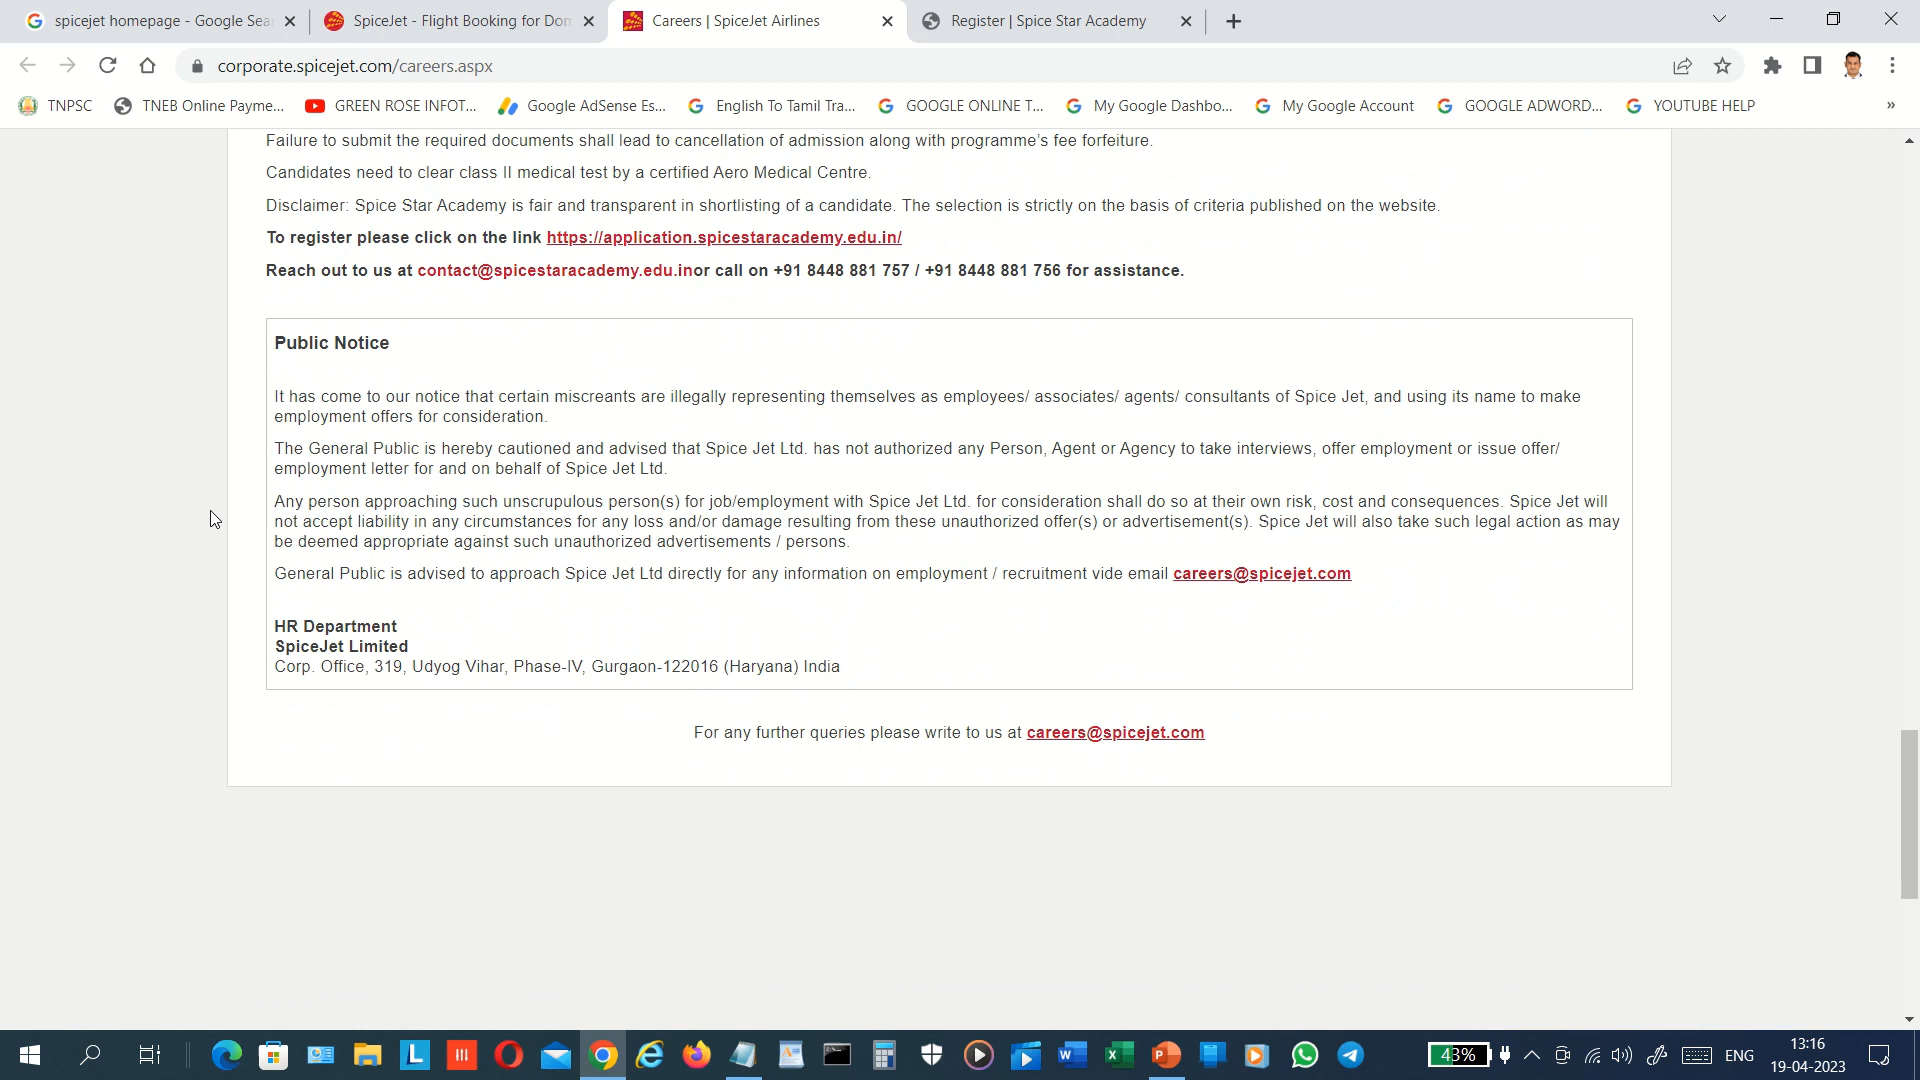 spicejet homepage - Google Sea
SpiceJet - Flight Booking for Dom
Careers | SpiceJet Airlines
Register | Spice Star Academy
corporate.spicejet.com/careers.aspx
TNPSC
TNEB Online Payme...
GREEN ROSE INFOT...
Google AdSense Es...
English To Tamil Tra...
GOOGLE ONLINE T...
My Google Dashbo...
My Google Account
GOOGLE ADWORD...
YOUTUBE HELP
»
Failure to submit the required documents shall lead to cancellation of admission along with programme’s fee forfeiture.
Candidates need to clear class II medical test by a certified Aero Medical Centre.
Disclaimer: Spice Star Academy is fair and transparent in shortlisting of a candidate. The selection is strictly on the basis of criteria published on the website.
To register please click on the link https://application.spicestaracademy.edu.in/
Reach out to us at contact@spicestaracademy.edu.inor call on +91 8448 881 757 / +91 8448 881 756 for assistance.
Public Notice
It has come to our notice that certain miscreants are illegally representing themselves as employees/ associates/ agents/ consultants of Spice Jet, and using its name to make
employment offers for consideration.
The General Public is hereby cautioned and advised that Spice Jet Ltd. has not authorized any Person, Agent or Agency to take interviews, offer employment or issue offer/
employment letter for and on behalf of Spice Jet Ltd.
Any person approaching such unscrupulous person(s) for job/employment with Spice Jet Ltd. for consideration shall do so at their own risk, cost and consequences. Spice Jet will
not accept liability in any circumstances for any loss and/or damage resulting from these unauthorized offer(s) or advertisement(s). Spice Jet will also take such legal action as may
be deemed appropriate against such unauthorized advertisements / persons.
General Public is advised to approach Spice Jet Ltd directly for any information on employment / recruitment vide email careers@spicejet.com
HR Department
SpiceJet Limited
Corp. Office, 319, Udyog Vihar, Phase-IV, Gurgaon-122016 (Haryana) India
For any further queries please write to us at careers@spicejet.com
43%
ENG
13:16
19-04-2023